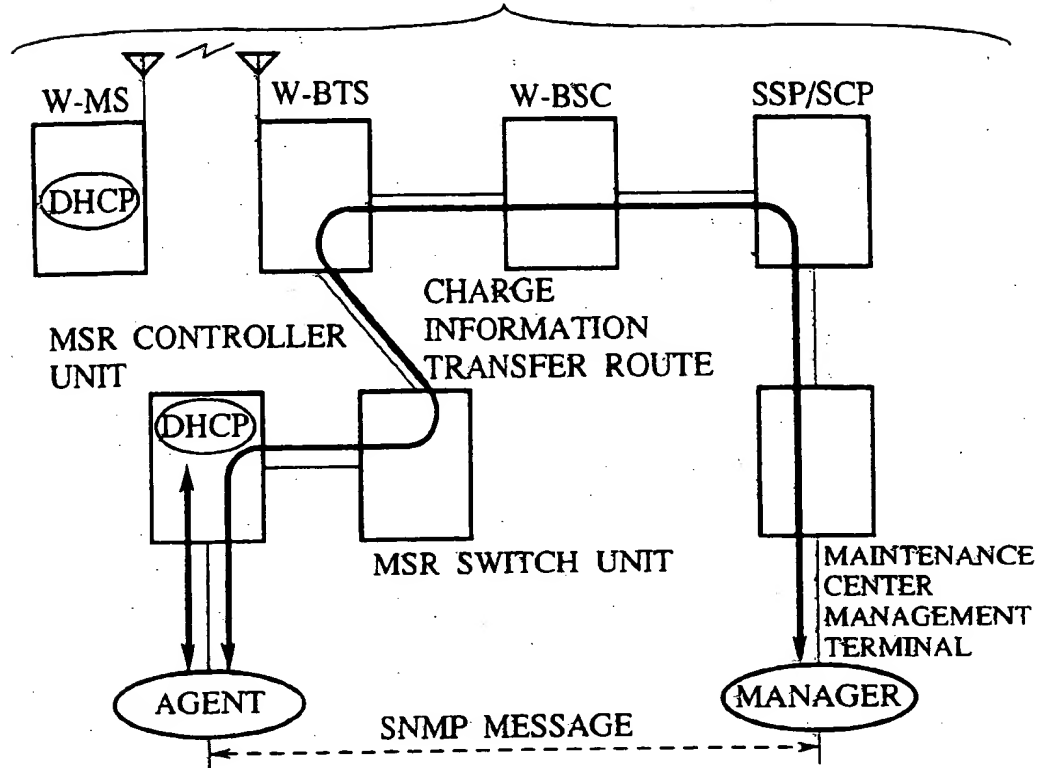 W-MS
W-BTS
W-BSC
SSP/SCP
DHCP
CHARGE
INFORMATION
TRANSFER ROUTE
MSR CONTROLLER
UNIT
DHCP
MSR SWITCH UNIT
MAINTENANCE
CENTER
MANAGEMENT
TERMINAL
AGENT
MANAGER
SNMP MESSAGE